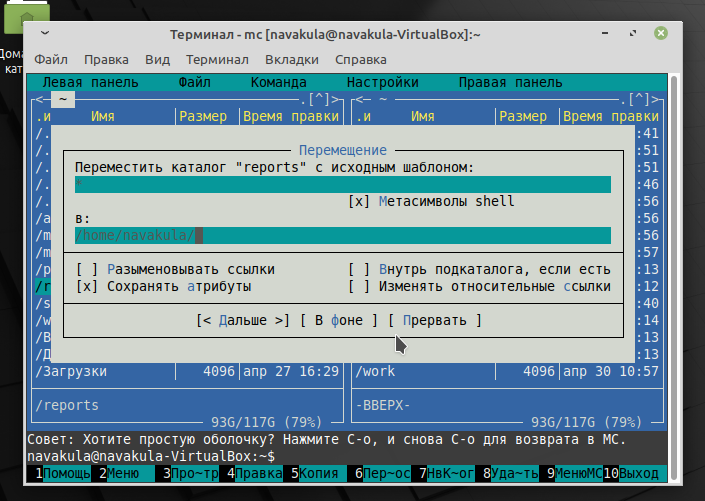 Дома
кат
Терминал - mc [navakula@navakula-VirtualBox]:~
Файл Правка Вид Терминал Вкладки Справка
Левая панель Файл Команда Настройки Правая панель
<— ~ .[^]> <— ~ .[^]>
.и Имя Размер Время правки .и Имя Размер Время правки
/. :41
/. :51
/. :51
/. :46
/. :56
/a :56
/m :56
/m :57
/p :13
/r :12
/s :40
/w :14
/В :13
/Д :13
Перемещение
Переместить каталог "reports" с исходным шаблоном:
*
[x] Метасимволы shell
в:
/home/navakula/
[ ] Разыменовывать ссылки [ ] Внутрь подкаталога, если есть
[x] Сохранять атрибуты [ ] Изменять относительные ссылки
[< Дальше >] [ В фоне ] [ Прервать ]
/Загрузки 4096 апр 27 16:29 /work 4096 апр 30 10:57
/reports -ВВЕРХ-
93G/117G (79%) 93G/117G (79%)
Совет: Хотите простую оболочку? Нажмите C-o, и снова C-o для возврата в MC.
navakula@navakula-VirtualBox:~$
1Помощь 2Меню 3Про~тр 4Правка 5Копия 6Пер~ос 7НвК~ог 8Уда~ть 9МенюMC 10Выход